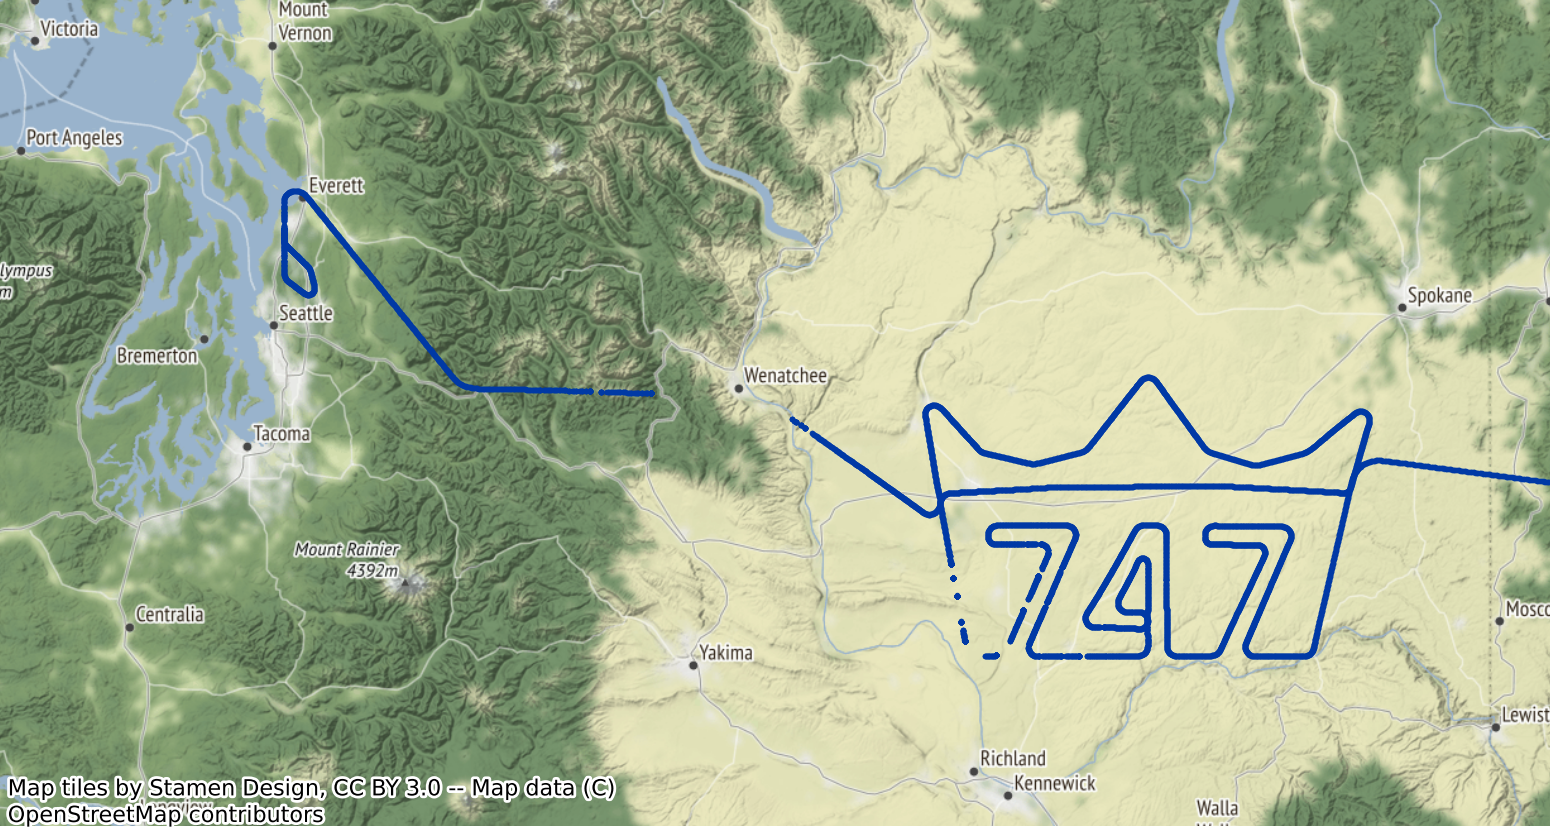 Mount
Vernon
Victoria
Port Angeles
Everett
lympus
m
Spokane
Seattle
Bremerton
Wenatchee
Tacoma
747
Mount Rainier
4392m
Centralia
Mosco
Yakima
Lewist
Richland
Kennewick
Map tiles by Stamen Design, CC BY 3.0 -- Map data (C)
OpenStreetMap contributors
Walla